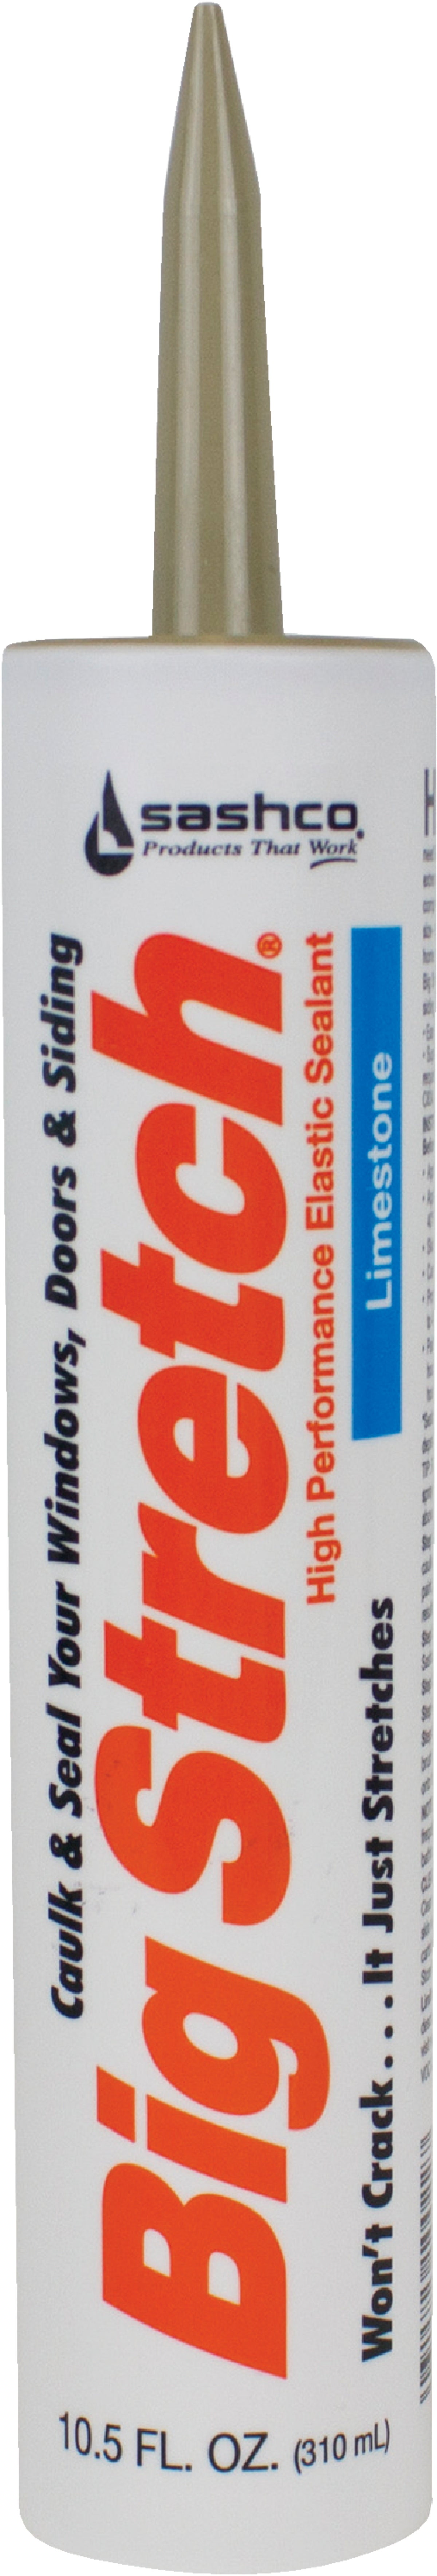 sashco®
Products That Work
Caulk & Seal Your Windows, Doors & Siding
Big Stretch®
High Performance Elastic Sealant
Limestone
Won't Crack . . . It Just Stretches
10.5 FL. OZ. (310 mL)